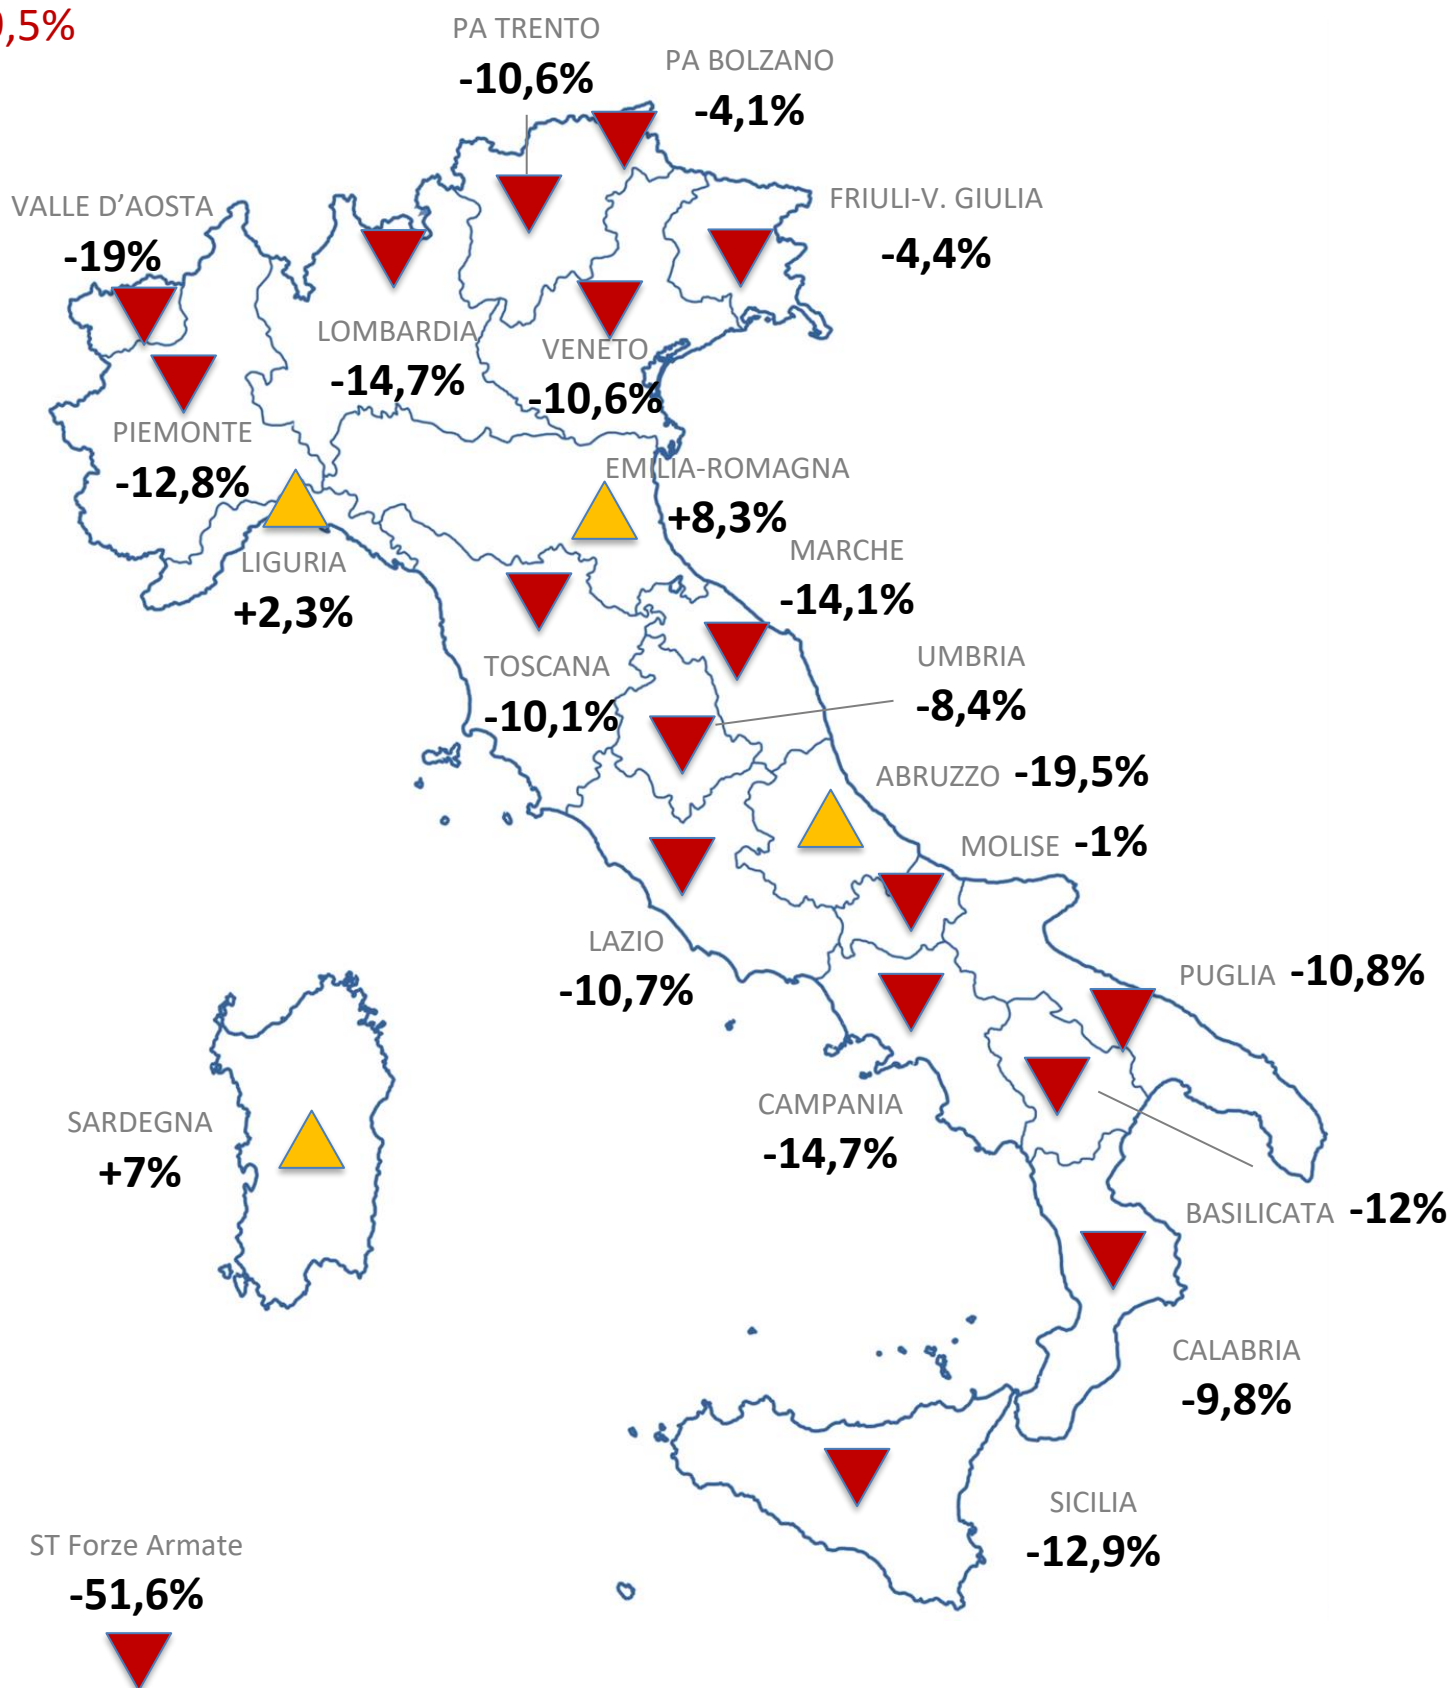 ,5%
PA TRENTO
-10,6%
PA BOLZANO
-4,1%
VALLE D’AOSTA
-19%
FRIULI-V. GIULIA
-4,4%
LOMBARDIA
-14,7%
VENETO
-10,6%
PIEMONTE
-12,8%
EMILIA-ROMAGNA
+8,3%
LIGURIA
+2,3%
MARCHE
-14,1%
TOSCANA
-10,1%
UMBRIA
-8,4%
ABRUZZO -19,5%
MOLISE -1%
LAZIO
-10,7%
PUGLIA -10,8%
CAMPANIA
-14,7%
SARDEGNA
+7%
BASILICATA -12%
CALABRIA
-9,8%
SICILIA
-12,9%
ST Forze Armate
-51,6%